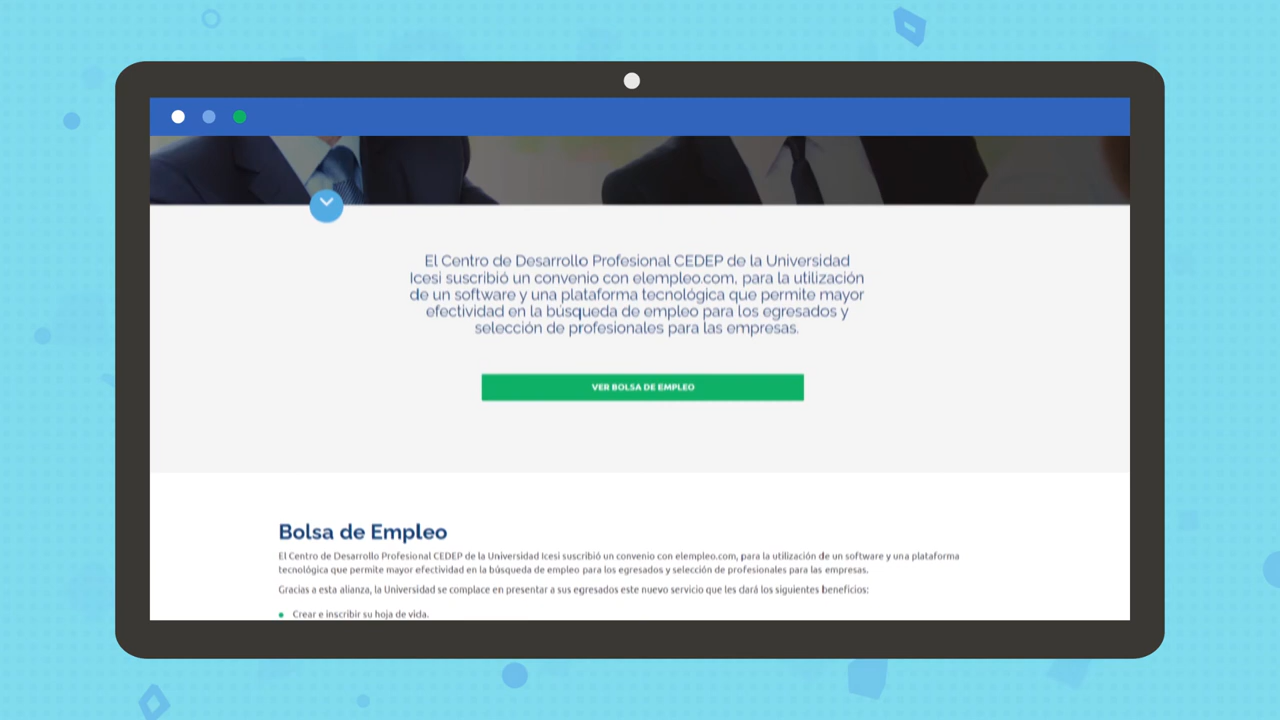 El Centro de Desarrollo Profesional CEDEP de la Universidad
Icesi suscribió un convenio con elempleo.com, para la utilización
de un software y una plataforma tecnológica que permite mayor
efectividad en la búsqueda de empleo para los egresados y
selección de profesionales para las empresas.
VER BOLSA DE EMPLEO
Bolsa de Empleo
El Centro de Desarrollo Profesional CEDEP de la Universidad Icesi suscribió un convenio con elempleo.com, para la utilización de un software y una plataforma
tecnológica que permite mayor efectividad en la búsqueda de empleo para los egresados y selección de profesionales para las empresas.
Gracias a esta alianza, la Universidad se complace en presentar a sus egresados este nuevo servicio que les dará los siguientes beneficios:
Crear e inscribir su hoja de vida.